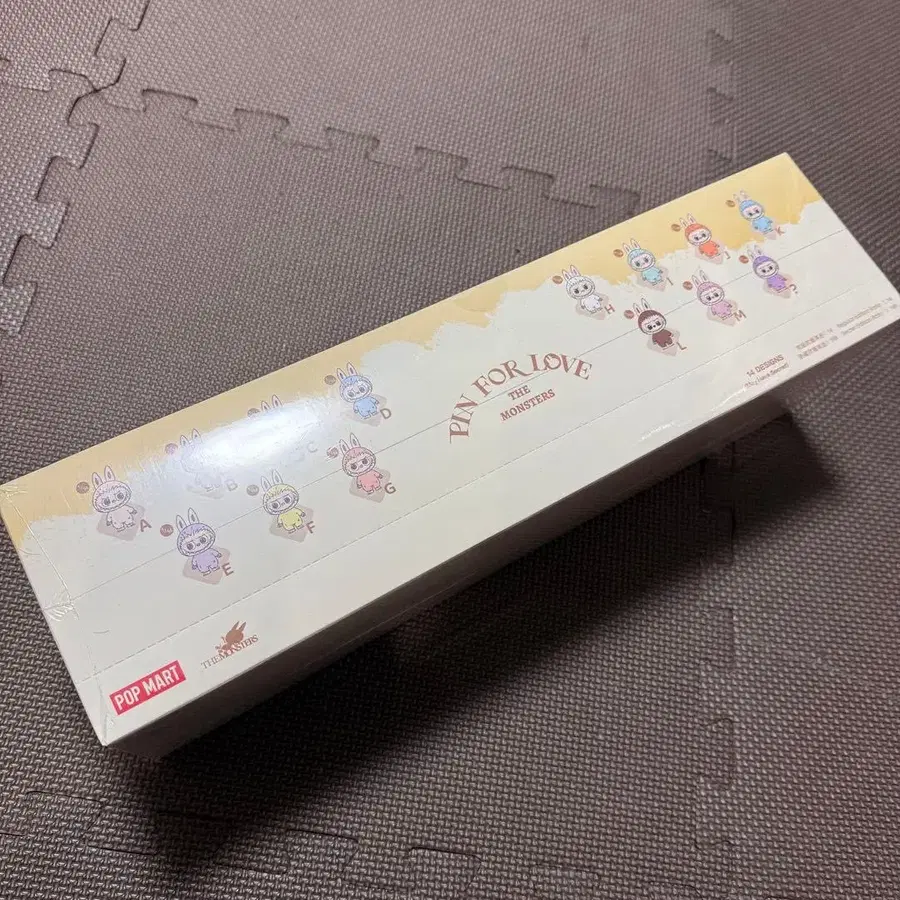 A
B
C
D
E
F
G
PIN FOR LOVE
THE
MONSTERS
H
I
J
K
L
M
?
14 DESIGNS
POP MART
THE MONSTERS